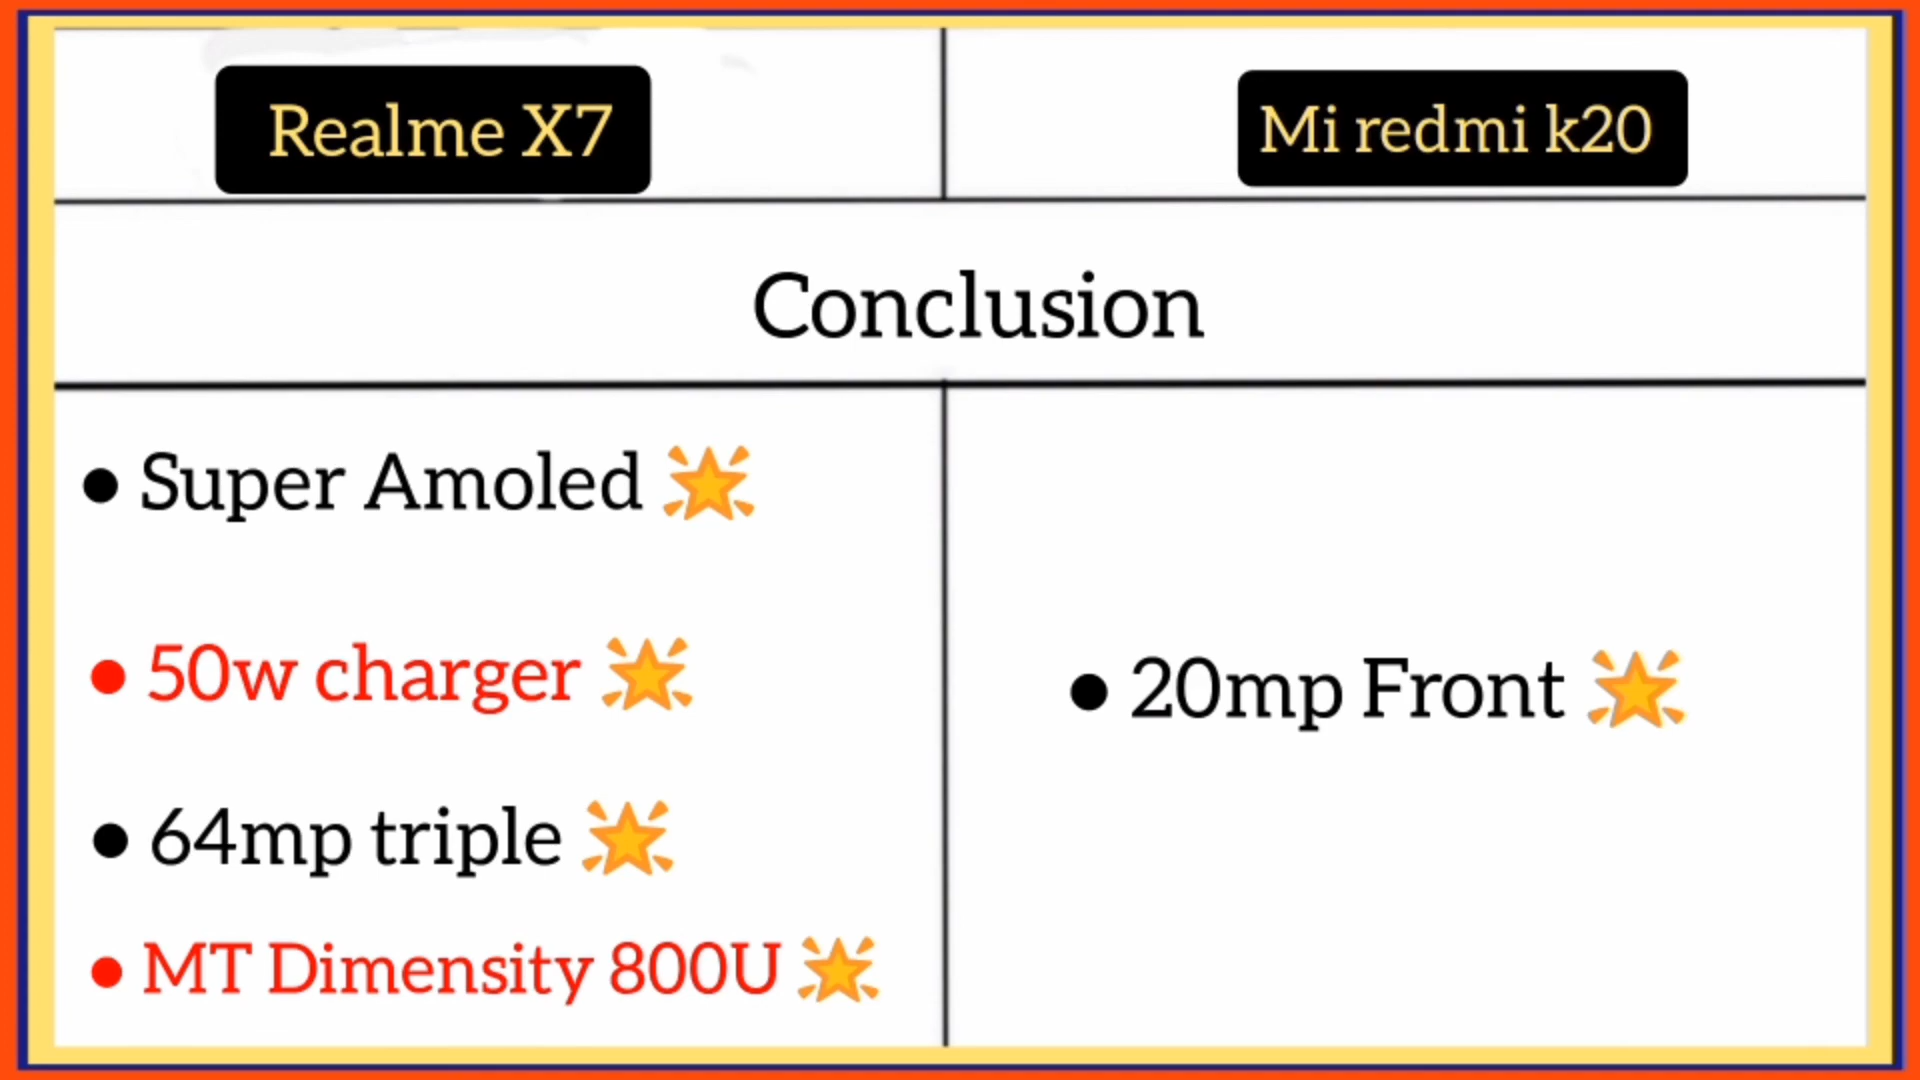 Realme X7
Mi redmi k20
Conclusion
• Super Amoled 🌟
• 50w charger 🌟
• 64mp triple 🌟
• MT Dimensity 800U 🌟
• 20mp Front 🌟